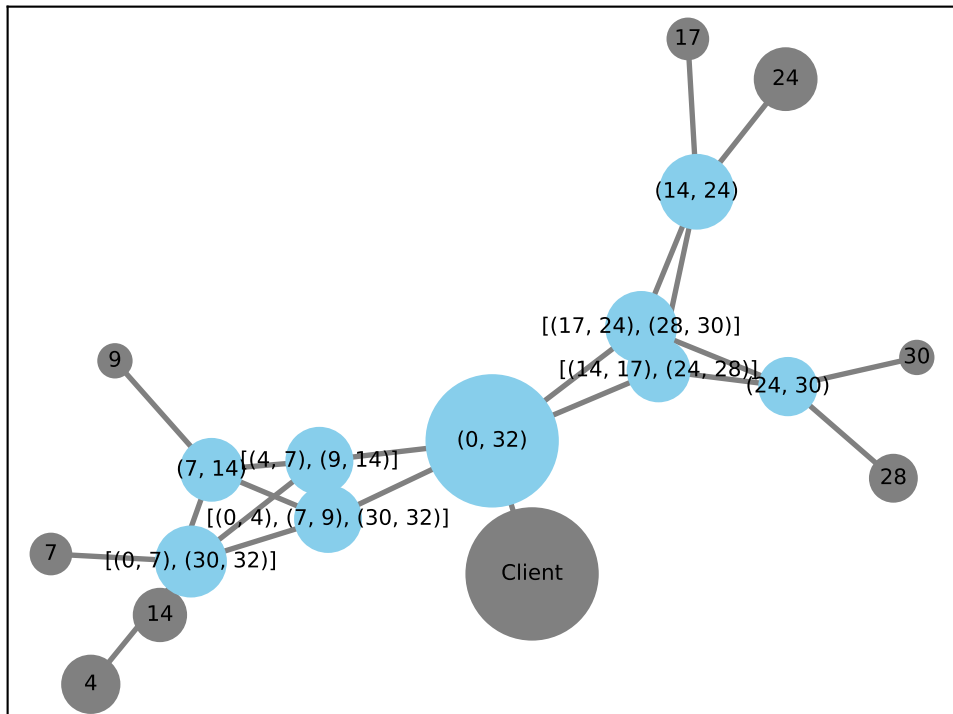 17
24
(14, 24)
[(17, 24), (28, 30)]
[(14, 17), (24, 28)]
30
9
(24, 30)
(0, 32)
[(4, 7), (9, 14)]
(7, 14)
28
[(0, 4), (7, 9), (30, 32)]
7
[(0, 7), (30, 32)]
Client
14
4